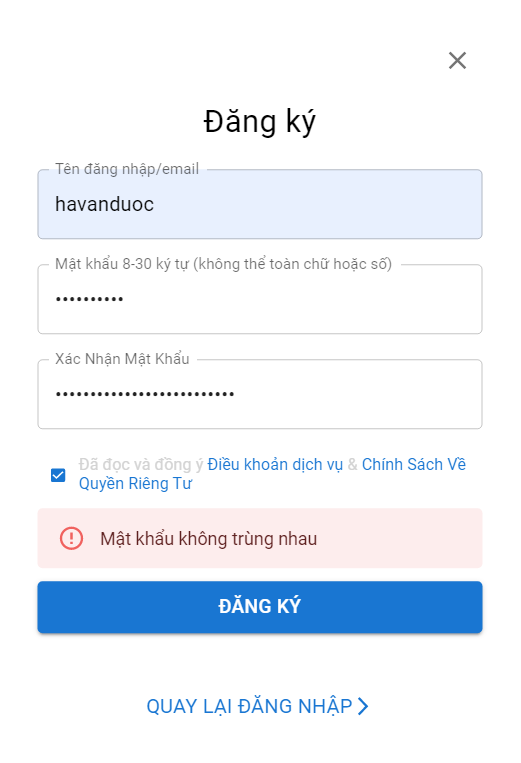 Đăng ký
Tên đăng nhập/email
havanduoc
Mật khẩu 8-30 ký tự (không thể toàn chữ hoặc số)
••••••••••
Xác Nhận Mật Khẩu
••••••••••••••••••••••••••
Đã đọc và đồng ý Điều khoản dịch vụ & Chính Sách Về
Quyền Riêng Tư
Mật khẩu không trùng nhau
ĐĂNG KÝ
QUAY LẠI ĐĂNG NHẬP